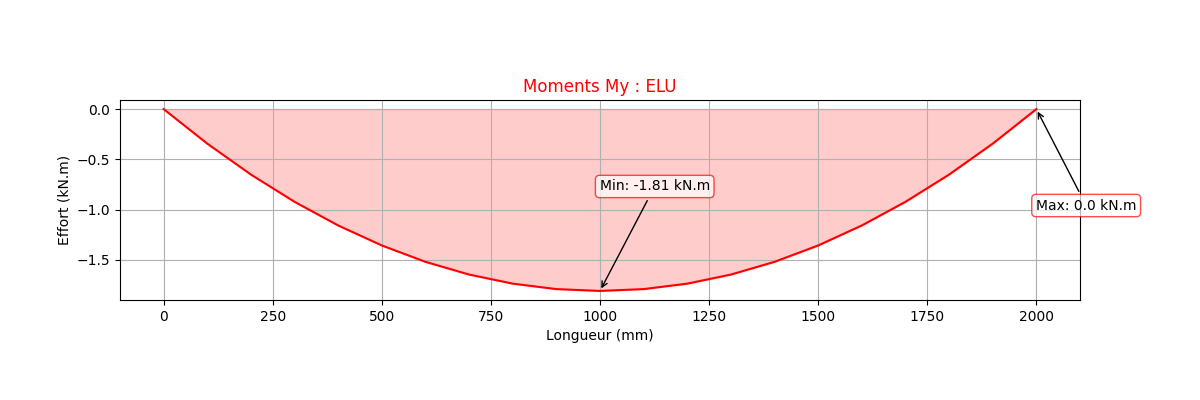 Moments My : ELU
Effort (kN.m)
0.0
−0.5
−1.0
−1.5
Min: -1.81 kN.m
Max: 0.0 kN.m
0 250 500 750 1000 1250 1500 1750 2000
Longueur (mm)